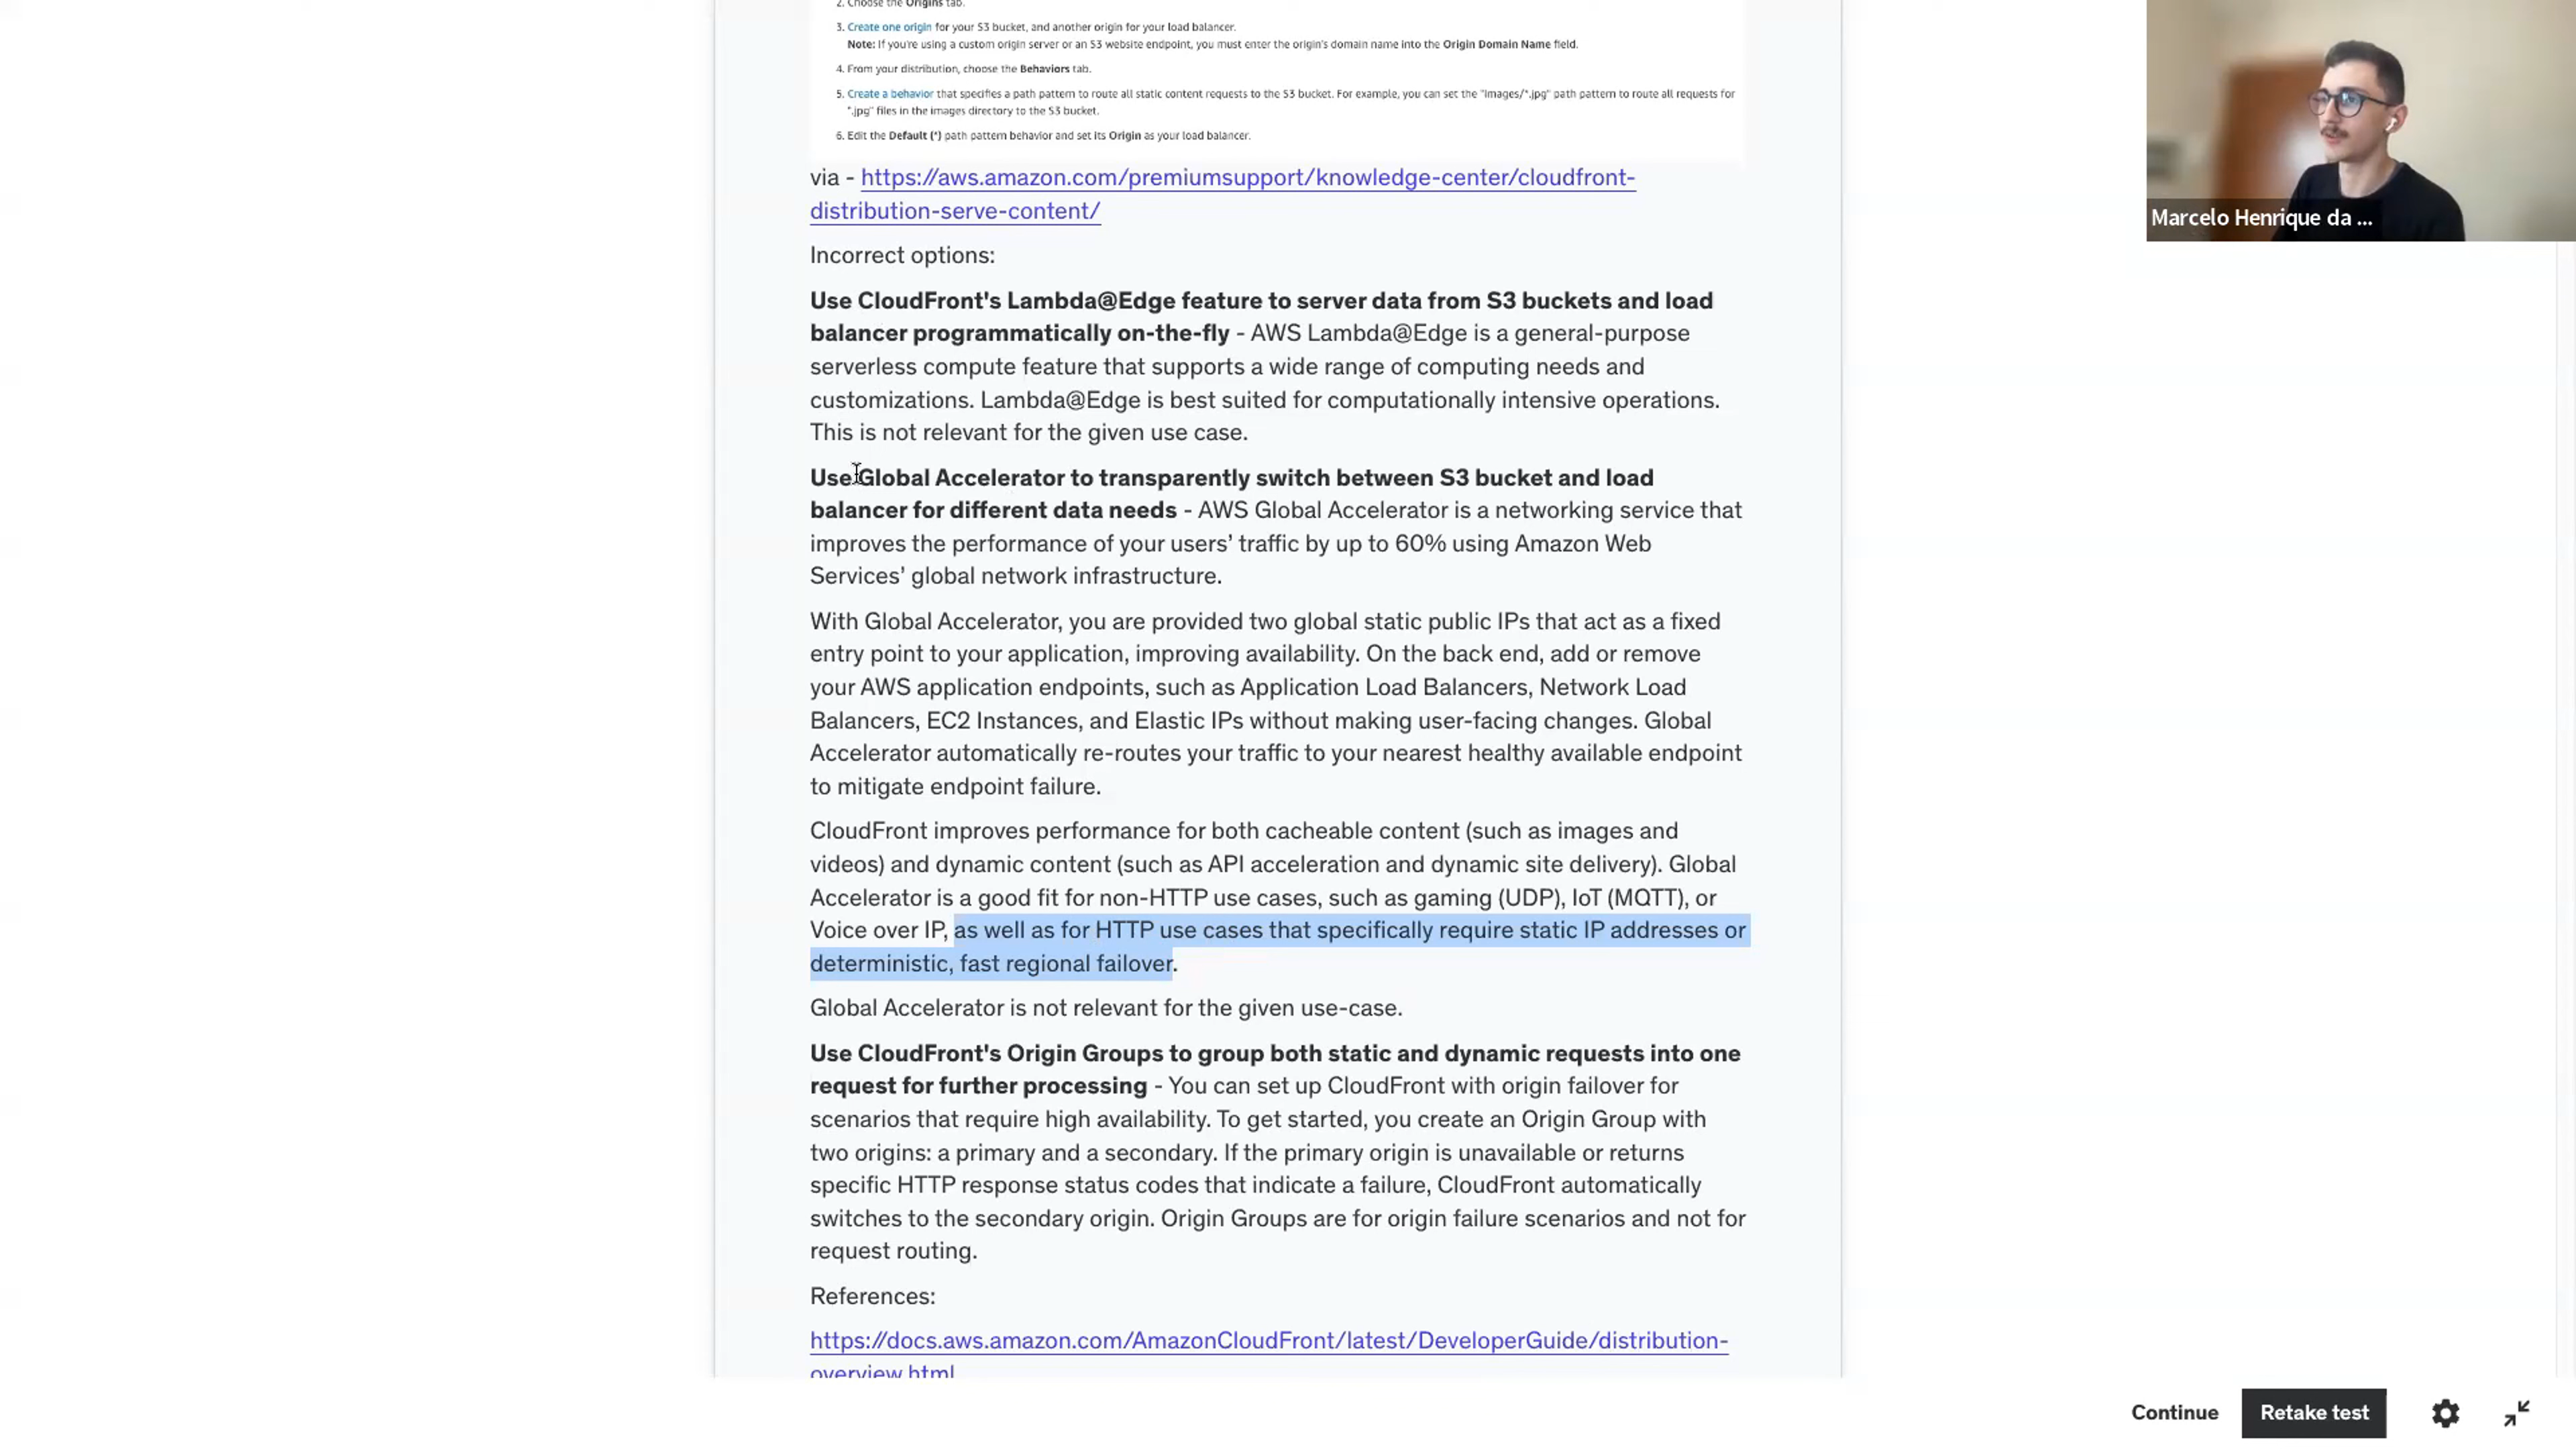 2. Choose the Origins tab.
3. Create one origin for your S3 bucket, and another origin for your load balancer.
Note: If you're using a custom origin server or an S3 website endpoint, you must enter the origin's domain name into the Origin Domain Name field.
4. From your distribution, choose the Behaviors tab.
5. Create a behavior that specifies a path pattern to route all static content requests to the S3 bucket. For example, you can set the "images/*.jpg" path pattern to route all requests for
".jpg" files in the images directory to the S3 bucket.
6. Edit the Default (*) path pattern behavior and set its Origin as your load balancer.
via - https://aws.amazon.com/premiumsupport/knowledge-center/cloudfront-
distribution-serve-content/
Incorrect options:
Use CloudFront's Lambda@Edge feature to server data from S3 buckets and load
balancer programmatically on-the-fly - AWS Lambda@Edge is a general-purpose
serverless compute feature that supports a wide range of computing needs and
customizations. Lambda@Edge is best suited for computationally intensive operations.
This is not relevant for the given use case.
Use Global Accelerator to transparently switch between S3 bucket and load
balancer for different data needs - AWS Global Accelerator is a networking service that
improves the performance of your users’ traffic by up to 60% using Amazon Web
Services’ global network infrastructure.
With Global Accelerator, you are provided two global static public IPs that act as a fixed
entry point to your application, improving availability. On the back end, add or remove
your AWS application endpoints, such as Application Load Balancers, Network Load
Balancers, EC2 Instances, and Elastic IPs without making user-facing changes. Global
Accelerator automatically re-routes your traffic to your nearest healthy available endpoint
to mitigate endpoint failure.
CloudFront improves performance for both cacheable content (such as images and
videos) and dynamic content (such as API acceleration and dynamic site delivery). Global
Accelerator is a good fit for non-HTTP use cases, such as gaming (UDP), IoT (MQTT), or
Voice over IP, as well as for HTTP use cases that specifically require static IP addresses or
deterministic, fast regional failover.
Global Accelerator is not relevant for the given use-case.
Use CloudFront's Origin Groups to group both static and dynamic requests into one
request for further processing - You can set up CloudFront with origin failover for
scenarios that require high availability. To get started, you create an Origin Group with
two origins: a primary and a secondary. If the primary origin is unavailable or returns
specific HTTP response status codes that indicate a failure, CloudFront automatically
switches to the secondary origin. Origin Groups are for origin failure scenarios and not for
request routing.
References:
https://docs.aws.amazon.com/AmazonCloudFront/latest/DeveloperGuide/distribution-
overview.html
Marcelo Henrique da ...
Continue
Retake test